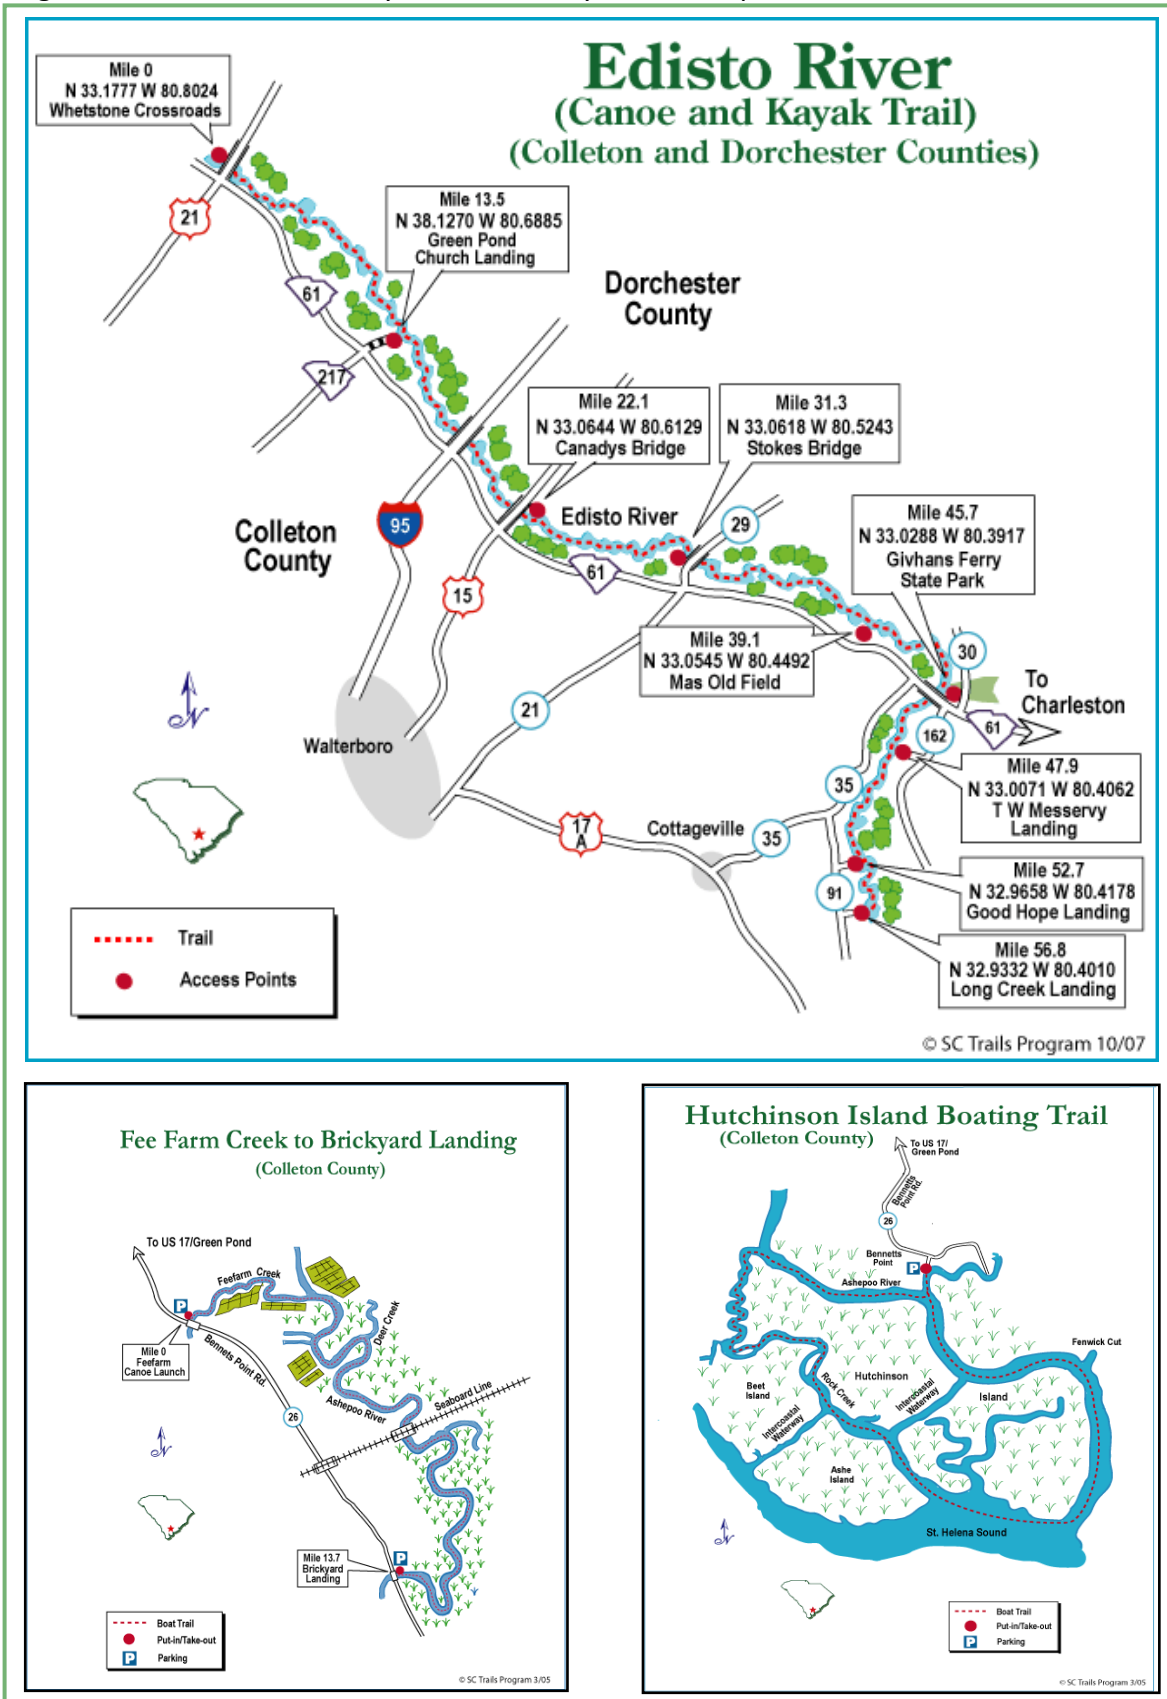 Edisto River
(Canoe and Kayak Trail)
(Colleton and Dorchester Counties)
Mile 0
N 33.1777 W 80.8024
Whetstone Crossroads
21
Mile 13.5
N 38.1270 W 80.6885
Green Pond
Church Landing
61
217
Dorchester
County
Mile 22.1
N 33.0644 W 80.6129
Canadys Bridge
Mile 31.3
N 33.0618 W 80.5243
Stokes Bridge
95
Colleton
County
Edisto River
29
15
61
Mile 45.7
N 33.0288 W 80.3917
Givhans Ferry
State Park
Mile 39.1
N 33.0545 W 80.4492
Mas Old Field
30
To
Charleston
61
162
21
N
Walterboro
35
Mile 47.9
N 33.0071 W 80.4062
T W Messervy
Landing
17
A
Cottageville
35
91
Mile 52.7
N 32.9658 W 80.4178
Good Hope Landing
Mile 56.8
N 32.9332 W 80.4010
Long Creek Landing
Trail
Access Points
© SC Trails Program 10/07
Fee Farm Creek to Brickyard Landing
(Colleton County)
To US 17/Green Pond
Feefarm Creek
P
Mile 0
Feefarm
Canoe Launch
Bennets Point Rd.
Deer Creek
Ashepoo River
Seaboard Line
26
N
Mile 13.7
Brickyard
Landing
P
Boat Trail
Put-in/Take-out
P Parking
© SC Trails Program 3/05
Hutchinson Island Boating Trail
(Colleton County)
To US 17/
Green Pond
Bennetts
Point Rd.
26
Bennetts
Point
P
Ashepoo River
Fenwick Cut
Beet
Island
Rock Creek
Hutchinson
Intercoastal
Waterway
Island
Intercoastal
Waterway
Ashe
Island
St. Helena Sound
N
Boat Trail
Put-in/Take-out
P Parking
© SC Trails Program 3/05